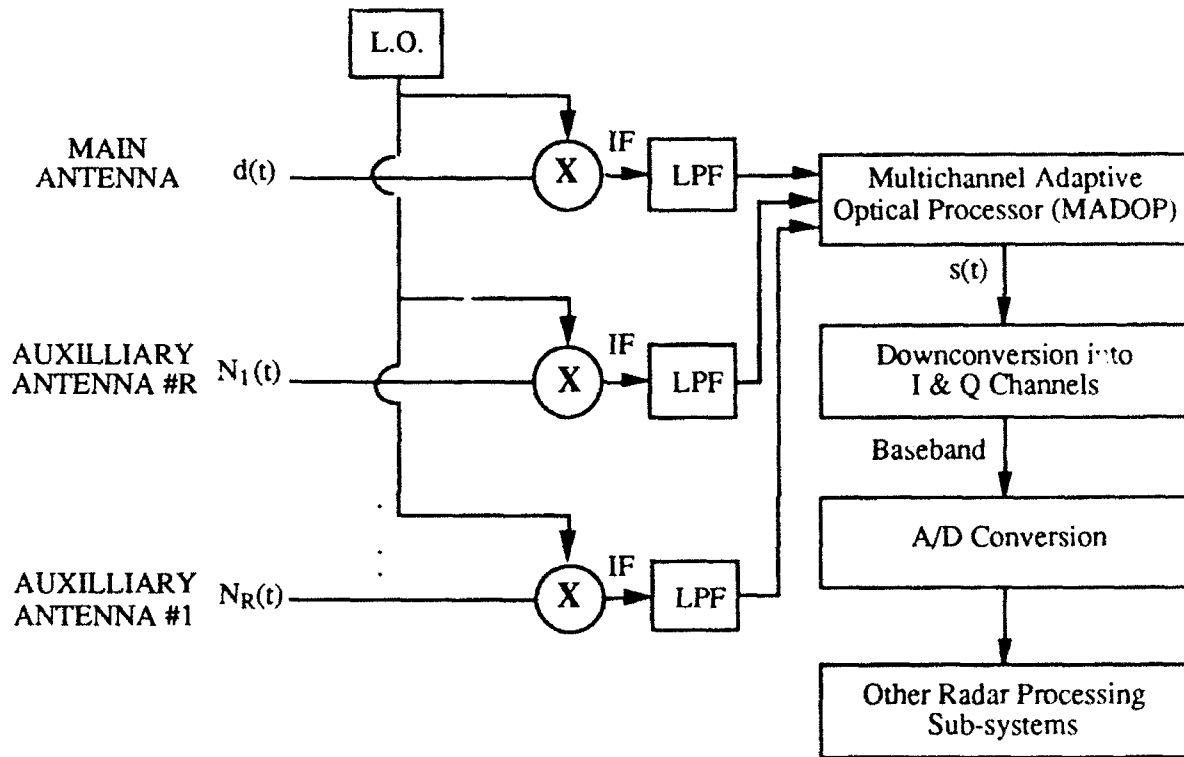 L.O.
MAIN
ANTENNA
d(t)
X
IF
LPF
Multichannel Adaptive
Optical Processor (MADOP)
s(t)
AUXILLIARY
ANTENNA #R
N1(t)
X
IF
LPF
Downconversion into
I & Q Channels
Baseband
A/D Conversion
AUXILLIARY
ANTENNA #1
NR(t)
X
IF
LPF
Other Radar Processing
Sub-systems